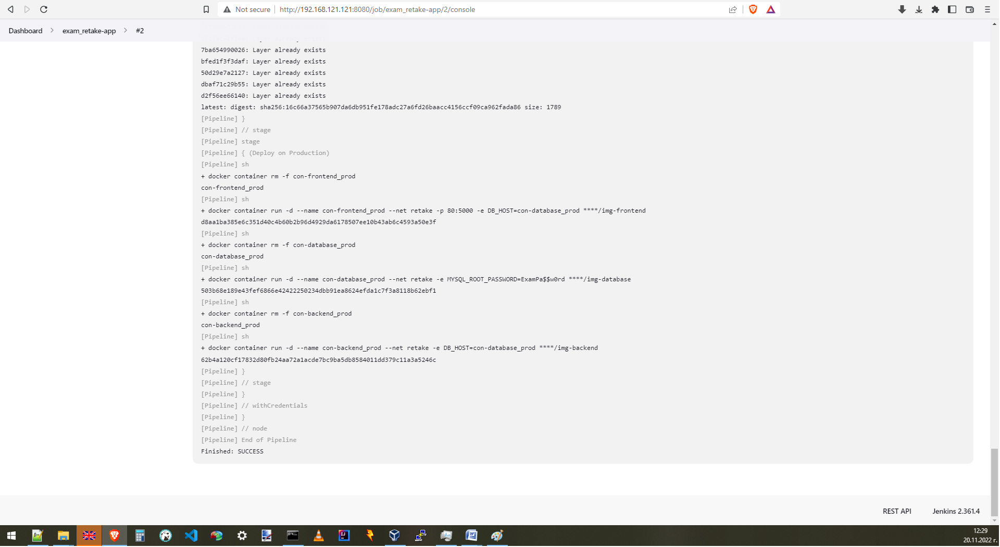 Not secure
http://192.168.121.121:8080/job/exam_retake-app/2/console
Dashboard
exam_retake-app
#2
7ba654990026: Layer already exists
bfed1f3f3daf: Layer already exists
50d29e7a2127: Layer already exists
dbaf71c29b55: Layer already exists
d2f56ee66140: Layer already exists
latest: digest: sha256:16c66a37565b907da6db951fe178adc27a6fd26baacc4156ccf09ca962fada86 size: 1789
[Pipeline] }
[Pipeline] // stage
[Pipeline] stage
[Pipeline] { (Deploy on Production)
[Pipeline] sh
+ docker container rm -f con-frontend_prod
con-frontend_prod
[Pipeline] sh
+ docker container run -d --name con-frontend_prod --net retake -p 80:5000 -e DB_HOST=con-database_prod ****/img-frontend
d8aa1ba385e6c351d40c4b60b2b96d4929da6178507ee10b43ab6c4593a50e3f
[Pipeline] sh
+ docker container rm -f con-database_prod
con-database_prod
[Pipeline] sh
+ docker container run -d --name con-database_prod --net retake -e MYSQL_ROOT_PASSWORD=ExamPa$$w0rd ****/img-database
503b68e189e43fef6866e42422250234dbb91ea8624efda1c7f3a8118b62ebf1
[Pipeline] sh
+ docker container rm -f con-backend_prod
con-backend_prod
[Pipeline] sh
+ docker container run -d --name con-backend_prod --net retake -e DB_HOST=con-database_prod ****/img-backend
62b4a120cf17832d80fb24aa72a1acde7bc9ba5db8584011dd379c11a3a5246c
[Pipeline] }
[Pipeline] // stage
[Pipeline] }
[Pipeline] // withCredentials
[Pipeline] }
[Pipeline] // node
[Pipeline] End of Pipeline
Finished: SUCCESS
REST API
Jenkins 2.361.4
12:29
20.11.2022 г.